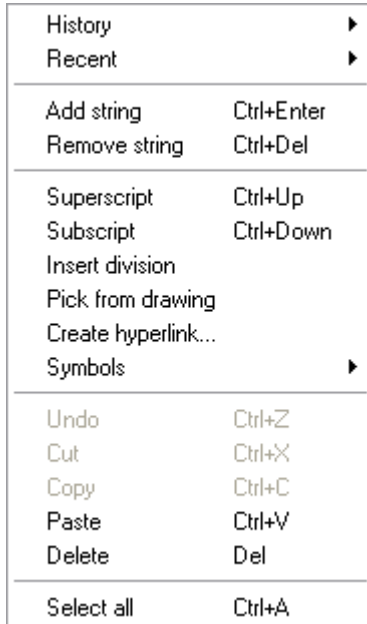 History
Recent
Add string Ctrl+Enter
Remove string Ctrl+Del
Superscript Ctrl+Up
Subscript Ctrl+Down
Insert division
Pick from drawing
Create hyperlink...
Symbols
Undo Ctrl+Z
Cut Ctrl+X
Copy Ctrl+C
Paste Ctrl+V
Delete Del
Select all Ctrl+A